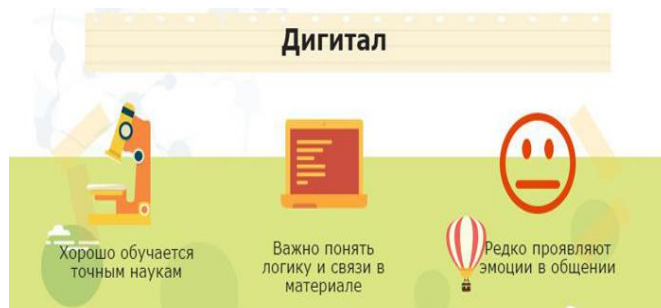 Дигитал
Хорошо обучается
точным наукам
Важно понять
логику и связи в
материале
Редко проявляют
эмоции в общении